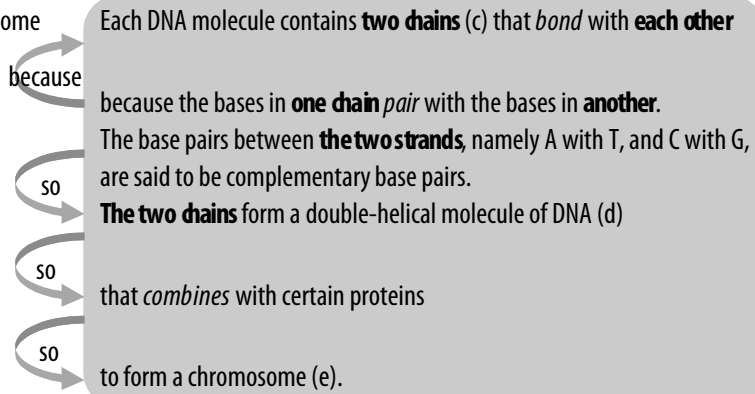 ome Each DNA molecule contains two chains (c) that bond with each other
because
because the bases in one chain pair with the bases in another.
The base pairs between the two strands, namely A with T, and C with G,
so are said to be complementary base pairs.
The two chains form a double-helical molecule of DNA (d)
so
that combines with certain proteins
so
to form a chromosome (e).